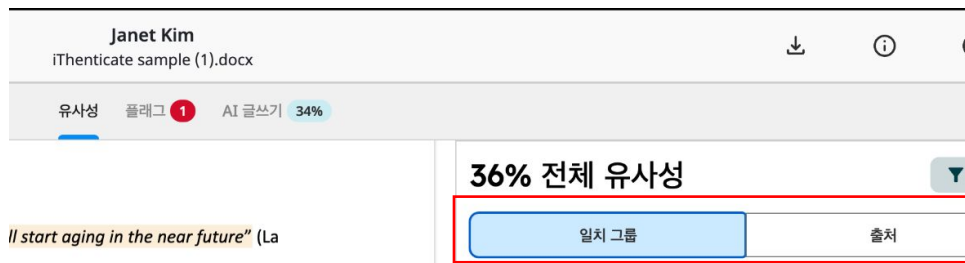 Janet Kim
iThenticate sample (1).docx
유사성 플래그 1 AI 글쓰기 34%
36% 전체 유사성
일치 그룹 출처
ll start aging in the near future” (La